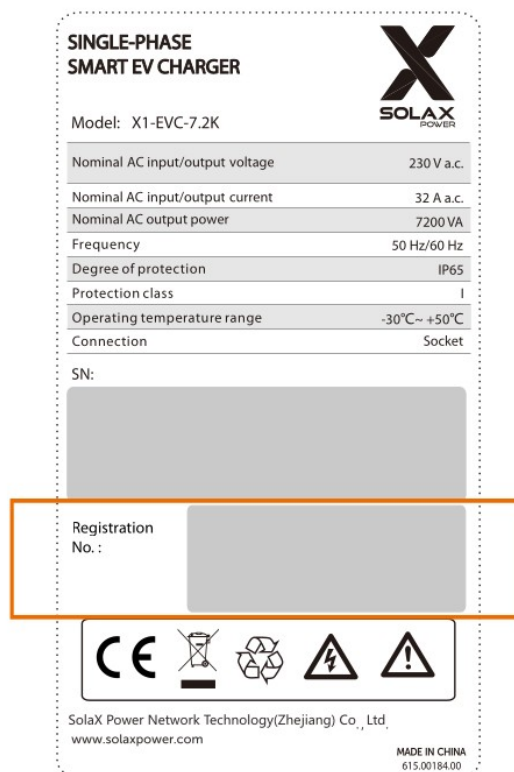 SINGLE-PHASE
SMART EV CHARGER
SOLAX
POWER
Model: X1-EVC-7.2K
Nominal AC input/output voltage 230 V a.c.
Nominal AC input/output current 32 A a.c.
Nominal AC output power 7200 VA
Frequency 50 Hz/60 Hz
Degree of protection IP65
Protection class I
Operating temperature range -30℃~ +50℃
Connection Socket
SN:
Registration
No. :
CE
SolaX Power Network Technology(Zhejiang) Co., Ltd.
www.solaxpower.com
MADE IN CHINA
615.00184.00